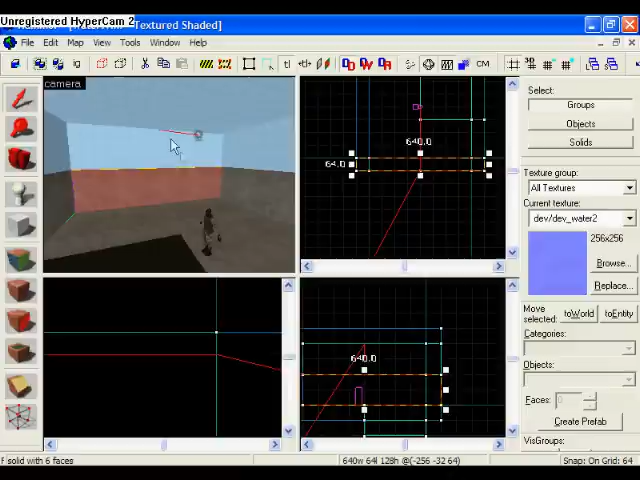 Unregistered HyperCam 2
Textured Shaded]
File Edit Map View Tools Window Help
CM
camera
640.0
64.0
640.0
Select:
Groups
Objects
Solids
Texture group:
All Textures
Current texture:
dev/dev_water2
256x256
Browse...
Replace...
Move
selected:
toWorld
toEntity
Categories:
Objects:
Faces:
0
Create Prefab
VisGroups:
solid with 6 faces
640w 64l 128h @(-256 -32 64)
Snap: On Grid: 64